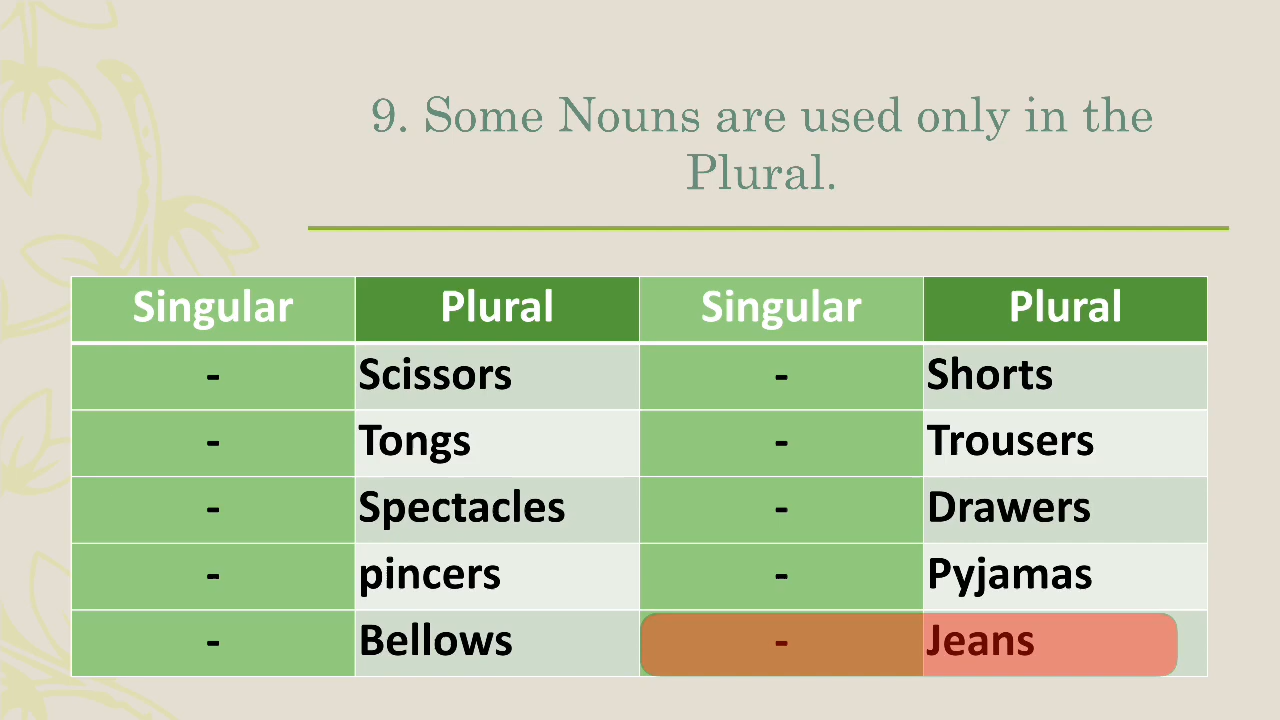 9. Some Nouns are used only in the
Plural.
Singular Plural Singular Plural
- Scissors - Shorts
- Tongs - Trousers
- Spectacles - Drawers
- pincers - Pyjamas
- Bellows - Jeans